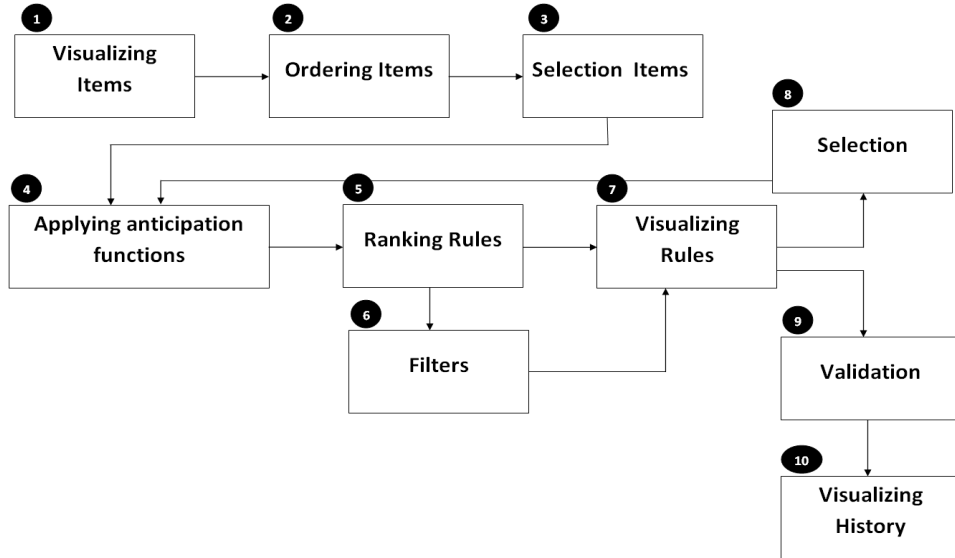 1
Visualizing
Items
2
Ordering Items
3
Selection Items
4
Applying anticipation
functions
5
Ranking Rules
6
Filters
7
Visualizing
Rules
8
Selection
9
Validation
10
Visualizing
History